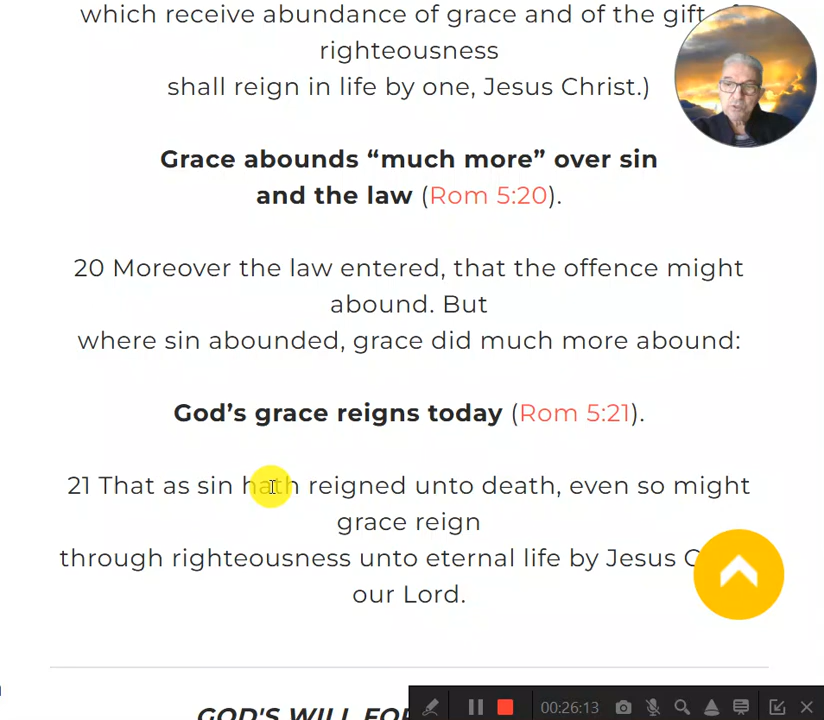 which receive abundance of grace and of the gift
righteousness
shall reign in life by one, Jesus Christ.)
Grace abounds “much more” over sin
and the law (Rom 5:20).
20 Moreover the law entered, that the offence might
abound. But
where sin abounded, grace did much more abound:
God’s grace reigns today (Rom 5:21).
21 That as sin hath reigned unto death, even so might
grace reign
through righteousness unto eternal life by Jesus
our Lord.
GOD'S WILL
00:26:13